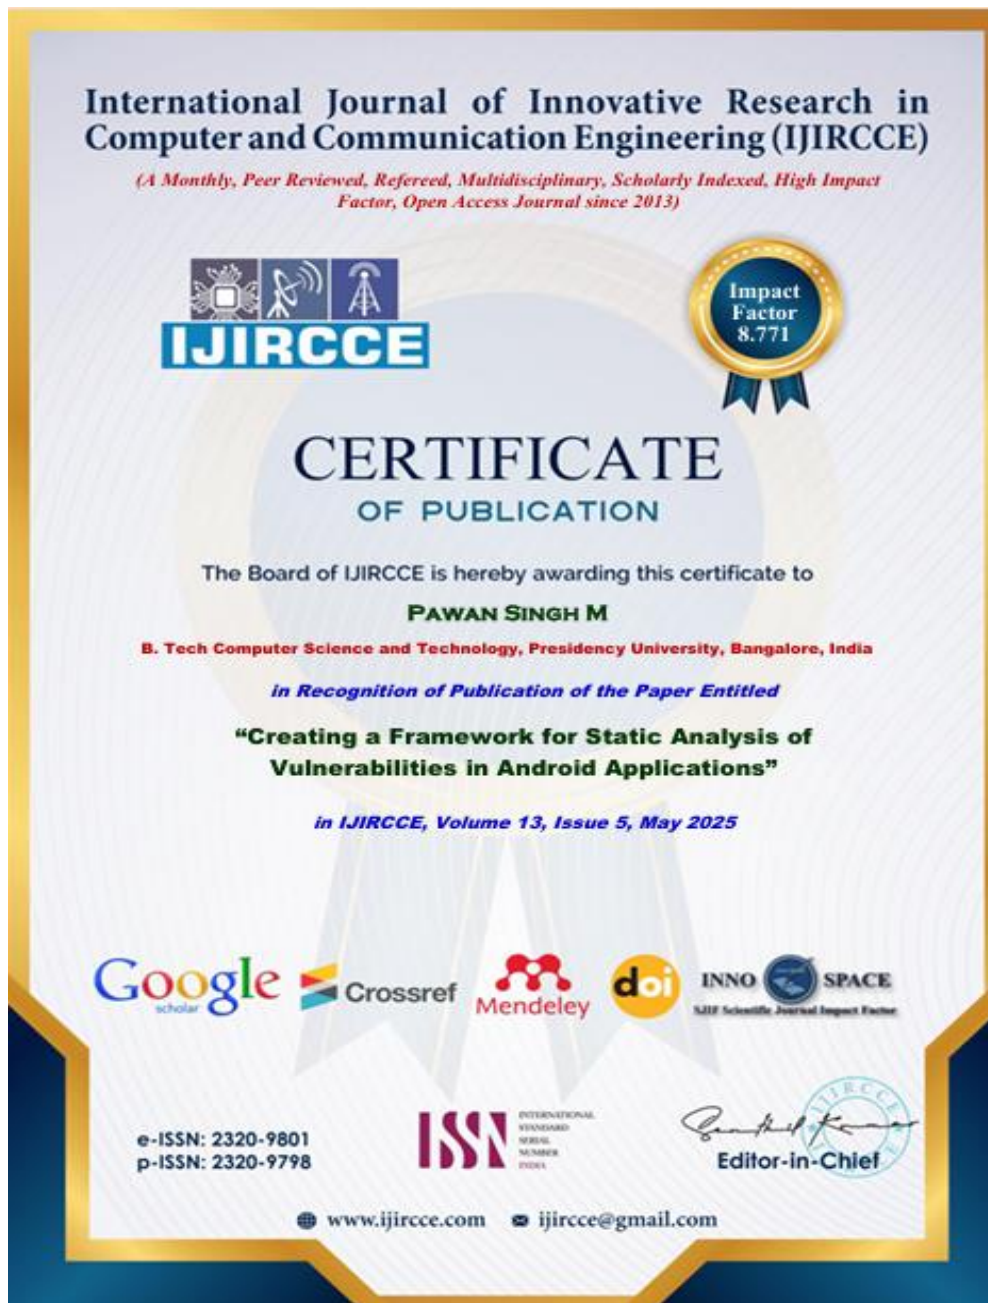 International Journal of Innovative Research in
Computer and Communication Engineering (IJIRCCE)
(A Monthly, Peer Reviewed, Refereed, Multidisciplinary, Scholarly Indexed, High Impact
Factor, Open Access Journal since 2013)
IJIRCCE
Impact
Factor
8.771
CERTIFICATE
OF PUBLICATION
The Board of IJIRCCE is hereby awarding this certificate to
PAWAN SINGH M
B. Tech Computer Science and Technology, Presidency University, Bangalore, India
in Recognition of Publication of the Paper Entitled
“Creating a Framework for Static Analysis of
Vulnerabilities in Android Applications”
in IJIRCCE, Volume 13, Issue 5, May 2025
Google
scholar
Crossref
Mendeley
doi
INNO SPACE
SJIF Scientific Journal Impact Factor
e-ISSN: 2320-9801
p-ISSN: 2320-9798
ISSN
INTERNATIONAL
STANDARD
SERIAL
NUMBER
INDIA
IJIRCCE
Editor-in-Chief
www.ijircce.com ijircce@gmail.com